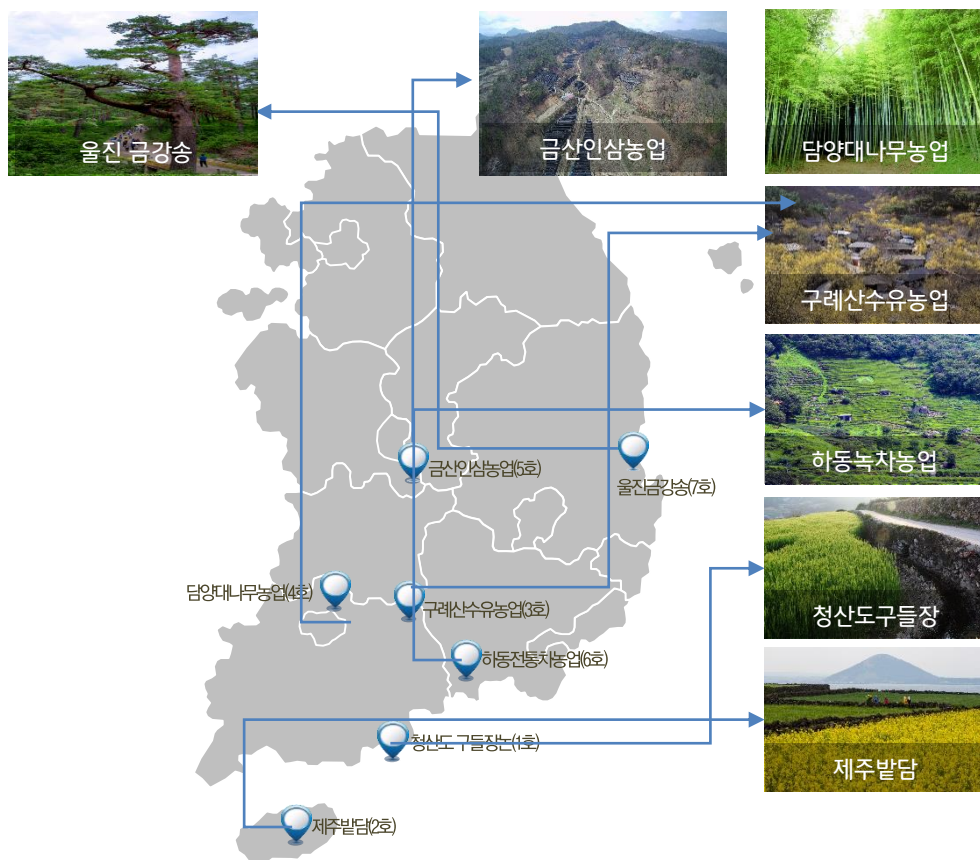 울진 금강송
금산인삼농업
담양대나무농업
구례산수유농업
하동녹차농업
청산도구들장
제주밭담
금산인삼농업(5호)
울진금강송(7호)
담양대나무농업(4호)
구례산수유농업(3호)
하동전통차농업(6호)
청산도 구들장논(1호)
제주밭담(2호)